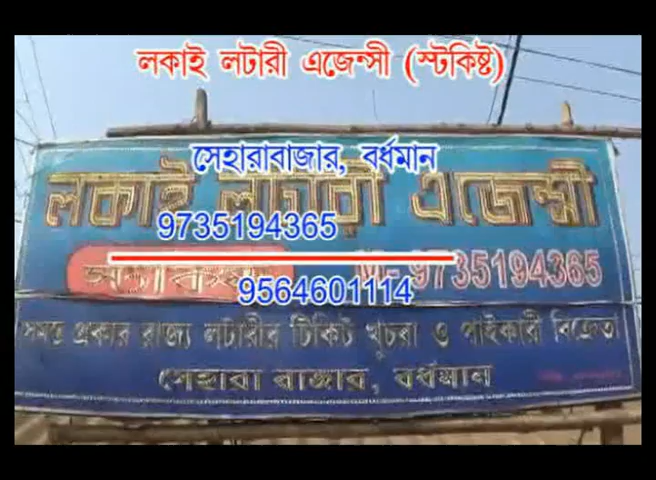 লকাই লটারী এজেন্সী (স্টকিষ্ট)
সেহারাবাজার, বর্ধমান
লকাই লটারী এজেন্সী
9735194365
M- 9735194365
9564601114
সমস্ত প্রকার রাজ্য লটারীর টিকিট খুচরা ও পাইকারী বিক্রেতা
সেহারা বাজার, বর্ধমান